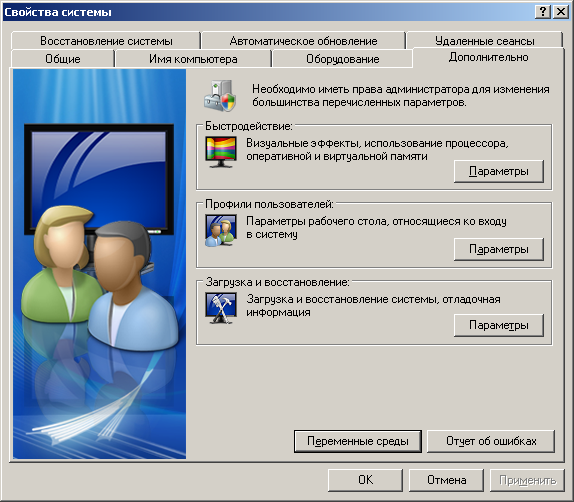 Свойства системы
Восстановление системы Автоматическое обновление Удаленные сеансы
Общие Имя компьютера Оборудование Дополнительно
Необходимо иметь права администратора для изменения
большинства перечисленных параметров.
Быстродействие:
Визуальные эффекты, использование процессора,
оперативной и виртуальной памяти
Параметры
Профили пользователей:
Параметры рабочего стола, относящиеся ко входу
в систему
Параметры
Загрузка и восстановление:
Загрузка и восстановление системы, отладочная
информация
Параметры
Переменные среды Отчет об ошибках
OK Отмена Применить